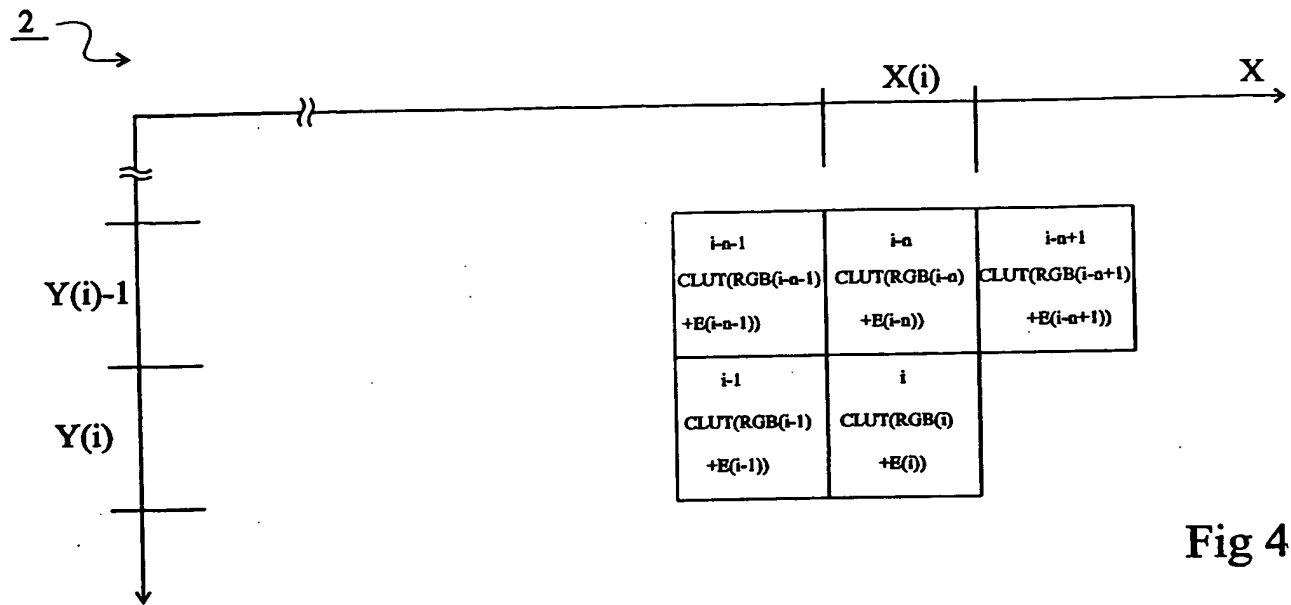 2
X(i)
X
Y(i)-1
i-n-1
CLUT(RGB(i-n-1)
+E(i-n-1))
i-n
CLUT(RGB(i-n)
+E(i-n))
i-n+1
CLUT(RGB(i-n+1)
+E(i-n+1))
Y(i)
i-1
CLUT(RGB(i-1)
+E(i-1))
i
CLUT(RGB(i)
+E(i))
Fig 4